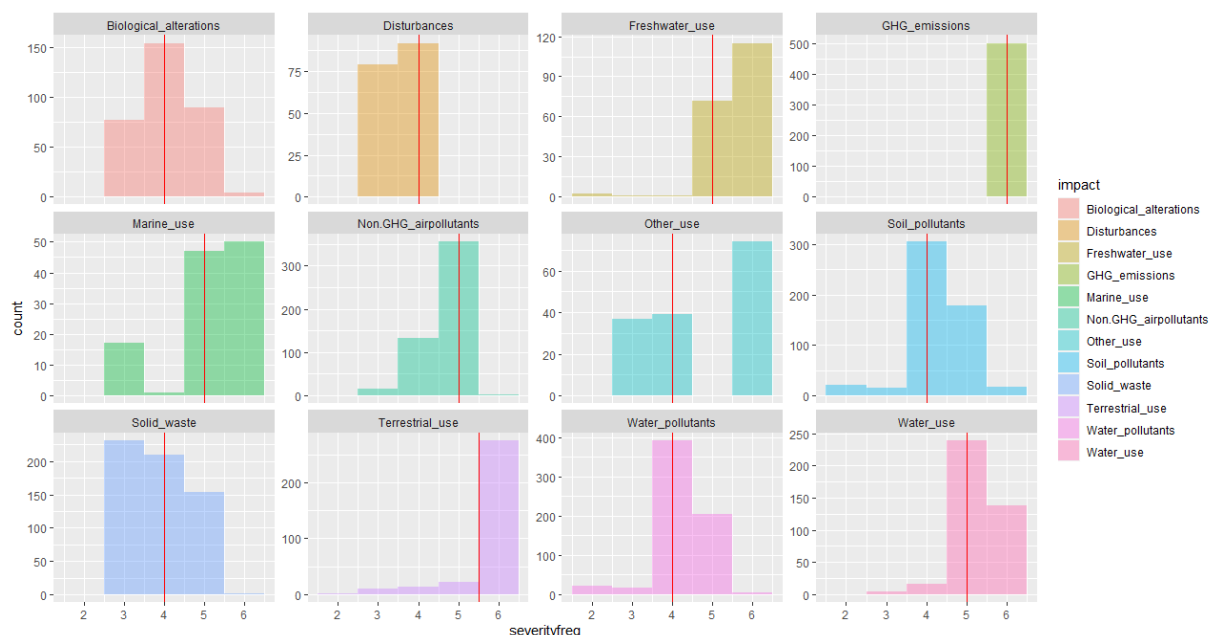 Biological_alterations
Disturbances
Freshwater_use
GHG_emissions
150
100
50
0
75
50
25
0
120
90
60
30
0
500
400
300
200
100
0
Marine_use
Non.GHG_airpollutants
Other_use
Soil_pollutants
50
40
30
20
10
0
300
200
100
0
60
40
20
0
300
200
100
0
Solid_waste
Terrestrial_use
Water_pollutants
Water_use
200
150
100
50
0
200
100
0
400
300
200
100
0
250
200
150
100
50
0
2 3 4 5 6
2 3 4 5 6
2 3 4 5 6
2 3 4 5 6
count
severityfreq
impact
Biological_alterations
Disturbances
Freshwater_use
GHG_emissions
Marine_use
Non.GHG_airpollutants
Other_use
Soil_pollutants
Solid_waste
Terrestrial_use
Water_pollutants
Water_use